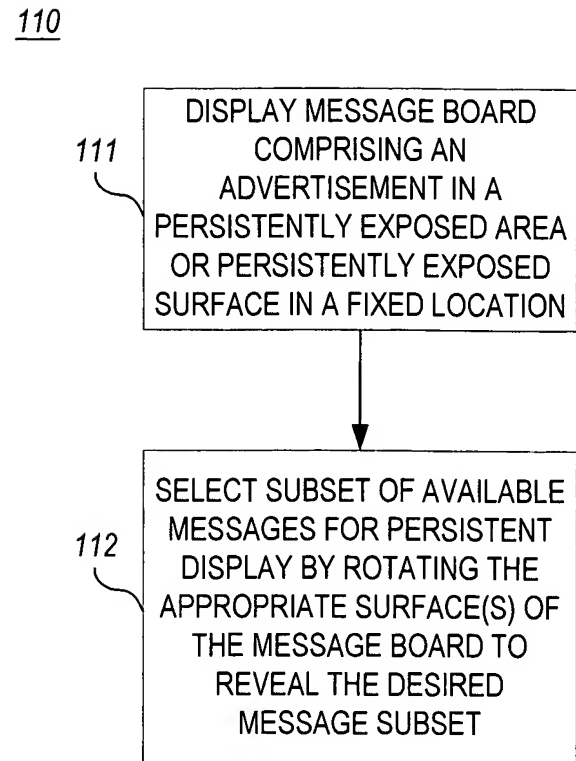 110
111
DISPLAY MESSAGE BOARD
COMPRISING AN
ADVERTISEMENT IN A
PERSISTENTLY EXPOSED AREA
OR PERSISTENTLY EXPOSED
SURFACE IN A FIXED LOCATION
112
SELECT SUBSET OF AVAILABLE
MESSAGES FOR PERSISTENT
DISPLAY BY ROTATING THE
APPROPRIATE SURFACE(S) OF
THE MESSAGE BOARD TO
REVEAL THE DESIRED
MESSAGE SUBSET